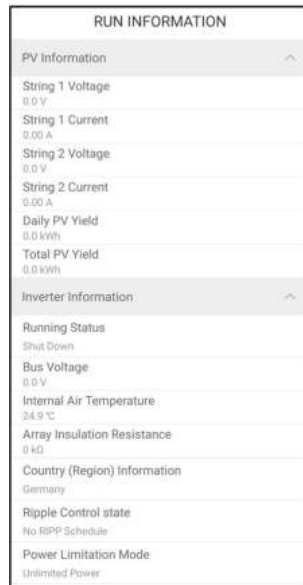 RUN INFORMATION
PV Information
String 1 Voltage
0.0 V
String 1 Current
0.00 A
String 2 Voltage
0.0 V
String 2 Current
0.00 A
Daily PV Yield
0.0 kWh
Total PV Yield
0.0 kWh
Inverter Information
Running Status
Shut Down
Bus Voltage
0.0 V
Internal Air Temperature
24.9 ℃
Array Insulation Resistance
0 kΩ
Country (Region) Information
Germany
Ripple Control state
No RIPP Schedule
Power Limitation Mode
Unlimited Power